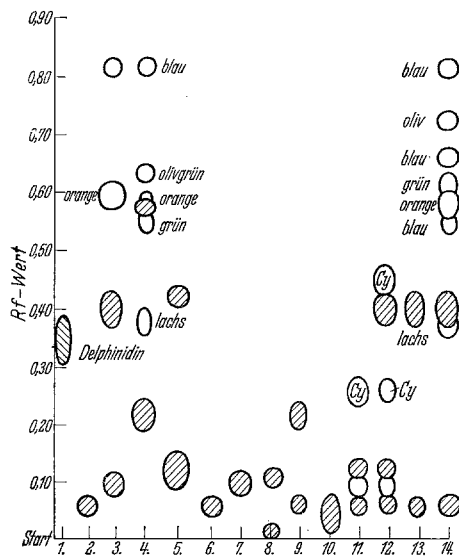 0,90
0,80
0,70
0,60
0,50
0,40
0,30
0,20
0,10
Start
Rf-Wert
blau
orange
olivgrün
orange
grün
lachs
Delphinidin
Cy
Cy
Cy
blau
oliv
blau
grün
orange
blau
lachs
1. 2. 3. 4. 5. 6. 7. 8. 9. 10. 11. 12. 13. 14.